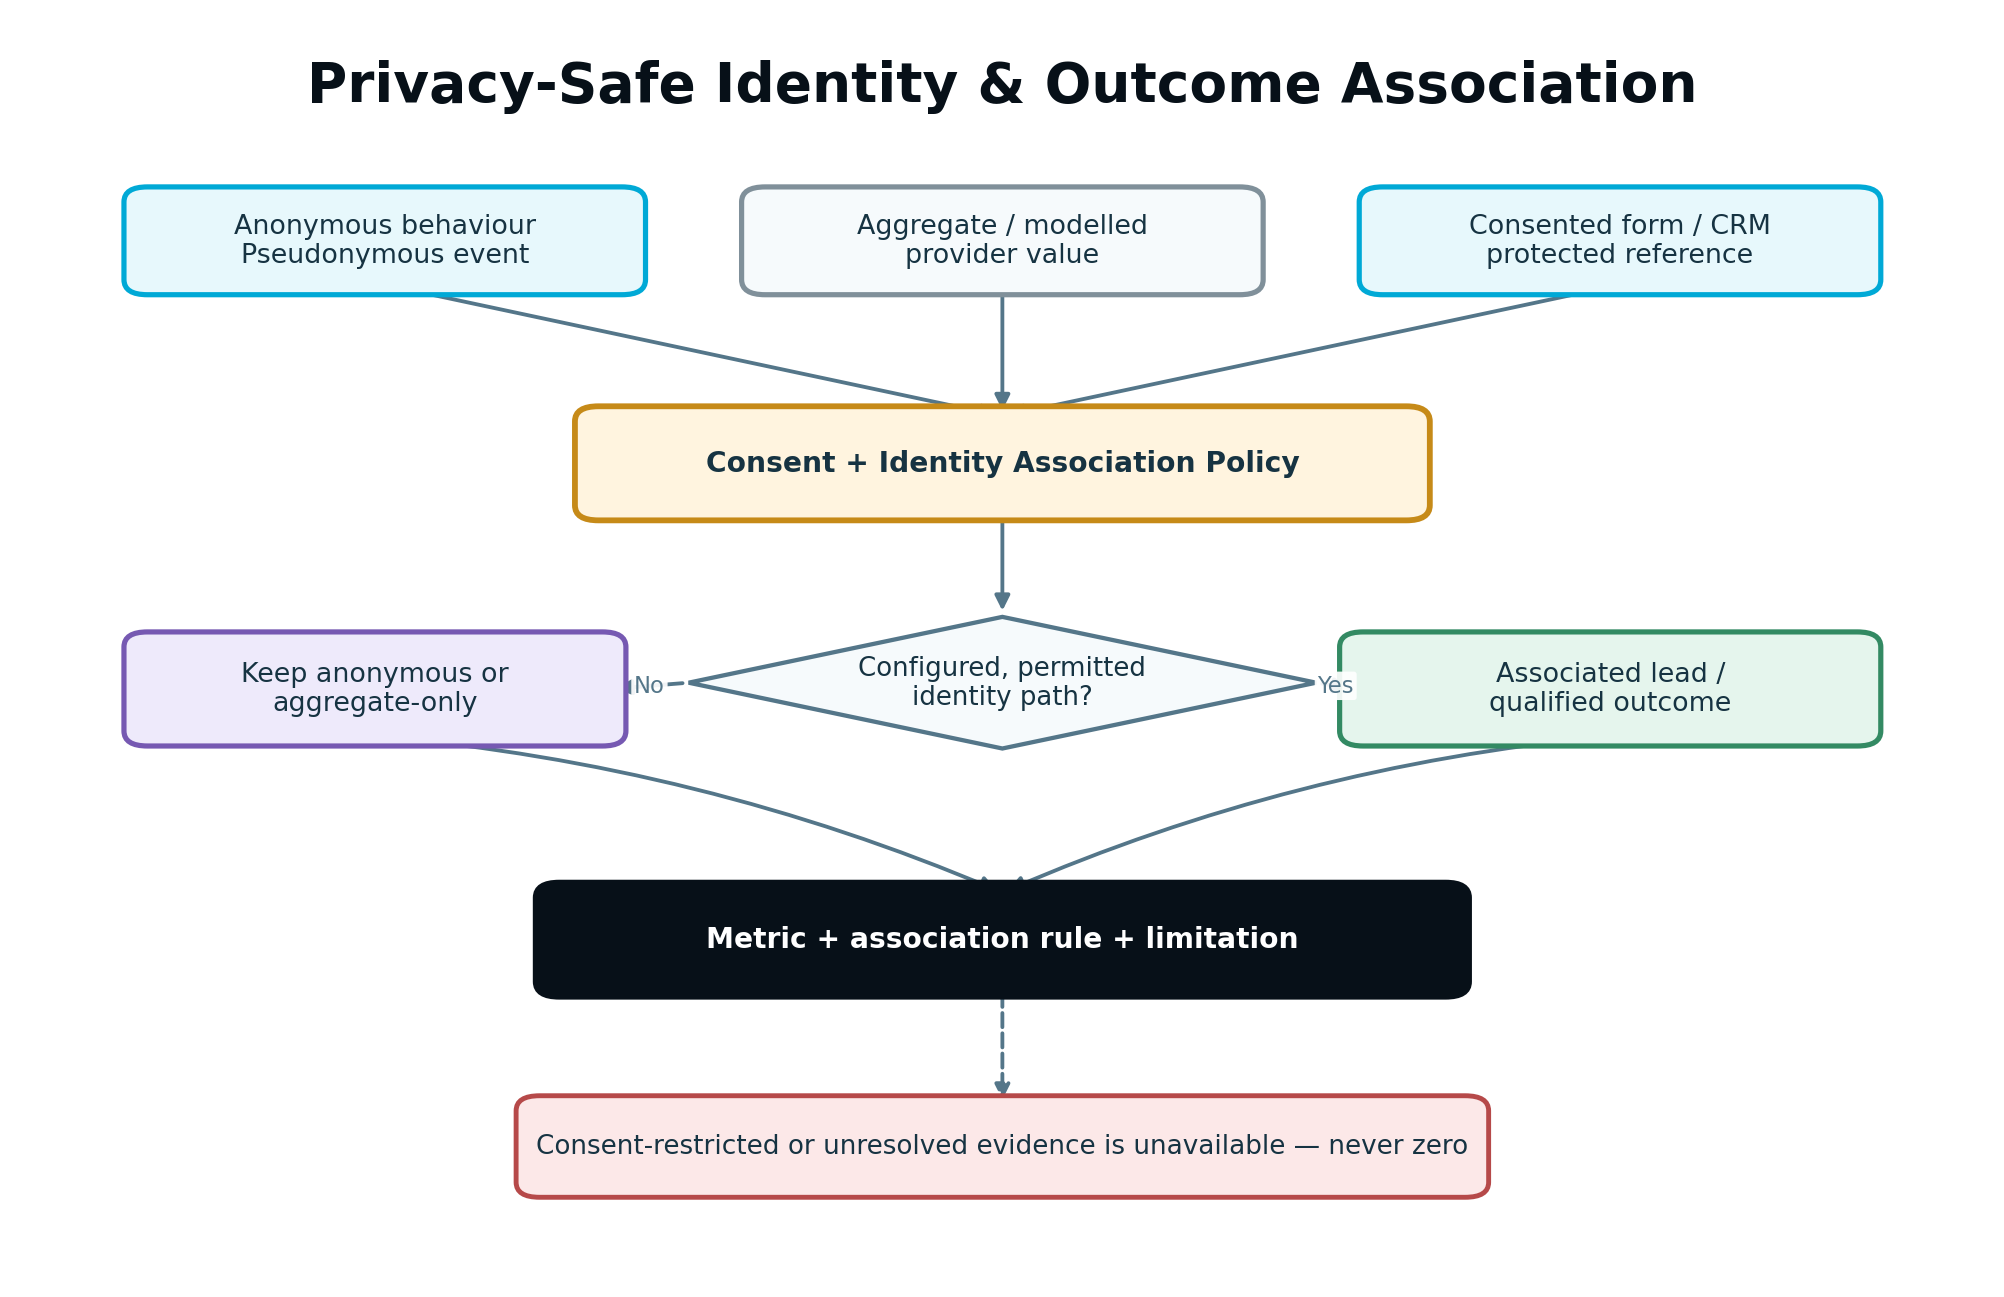 Privacy-Safe Identity & Outcome Association
Anonymous behaviour
Pseudonymous event
Aggregate / modelled
provider value
Consented form / CRM
protected reference
Consent + Identity Association Policy
Keep anonymous or
aggregate-only
No
Configured, permitted
identity path?
Yes
Associated lead /
qualified outcome
Metric + association rule + limitation
Consent-restricted or unresolved evidence is unavailable — never zero